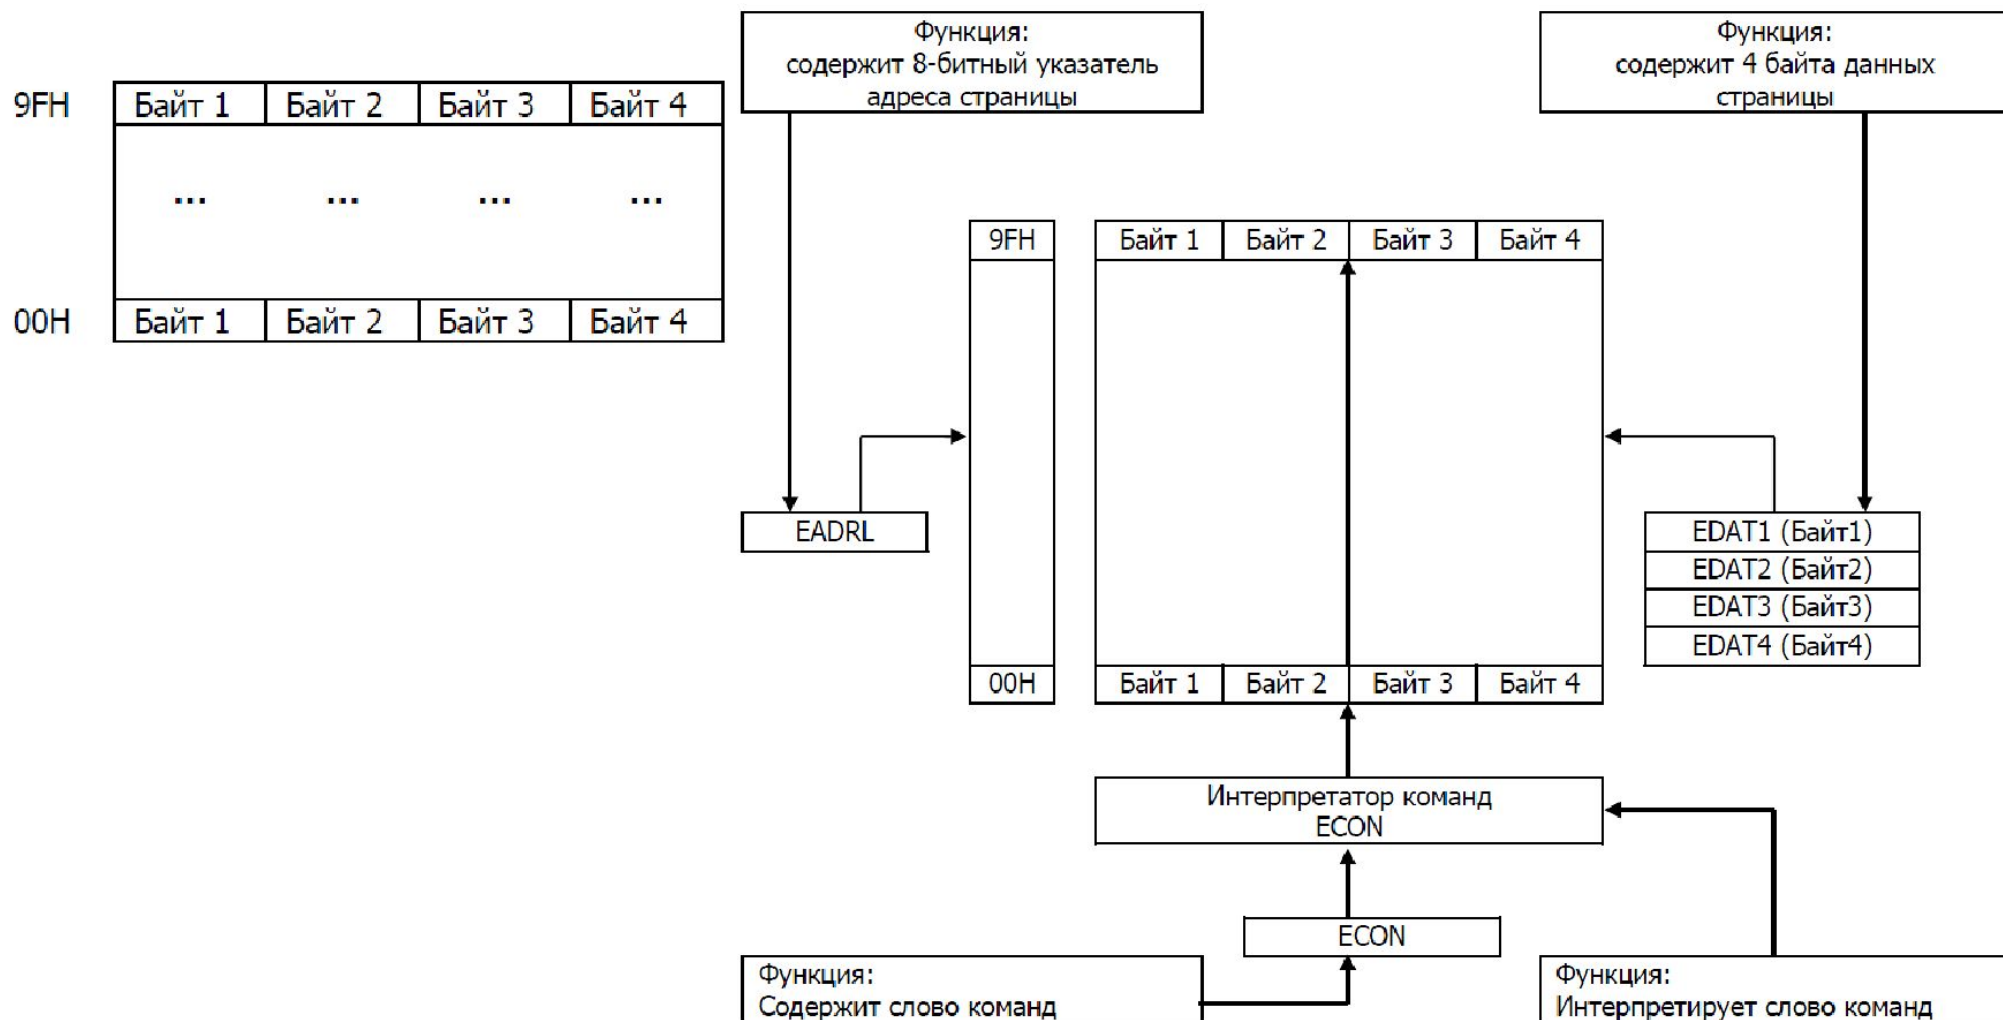 Функция:
содержит 8-битный указатель
адреса страницы
Функция:
содержит 4 байта данных
страницы
9FH Байт 1 Байт 2 Байт 3 Байт 4
... ... ... ...
00H Байт 1 Байт 2 Байт 3 Байт 4
9FH Байт 1 Байт 2 Байт 3 Байт 4
EADRL
EDAT1 (Байт1)
EDAT2 (Байт2)
EDAT3 (Байт3)
EDAT4 (Байт4)
00H Байт 1 Байт 2 Байт 3 Байт 4
Интерпретатор команд
ECON
ECON
Функция:
Содержит слово команд
Функция:
Интерпретирует слово команд